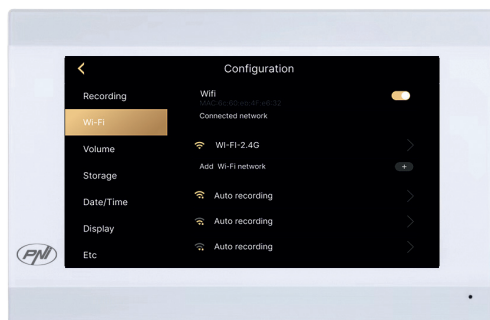 Configuration
Recording
Wi-Fi
Volume
Storage
Date/Time
Display
Etc
Wifi
Connected network
WI-FI-2.4G
Add Wi-Fi network
+
Auto recording
Auto recording
Auto recording
PNI